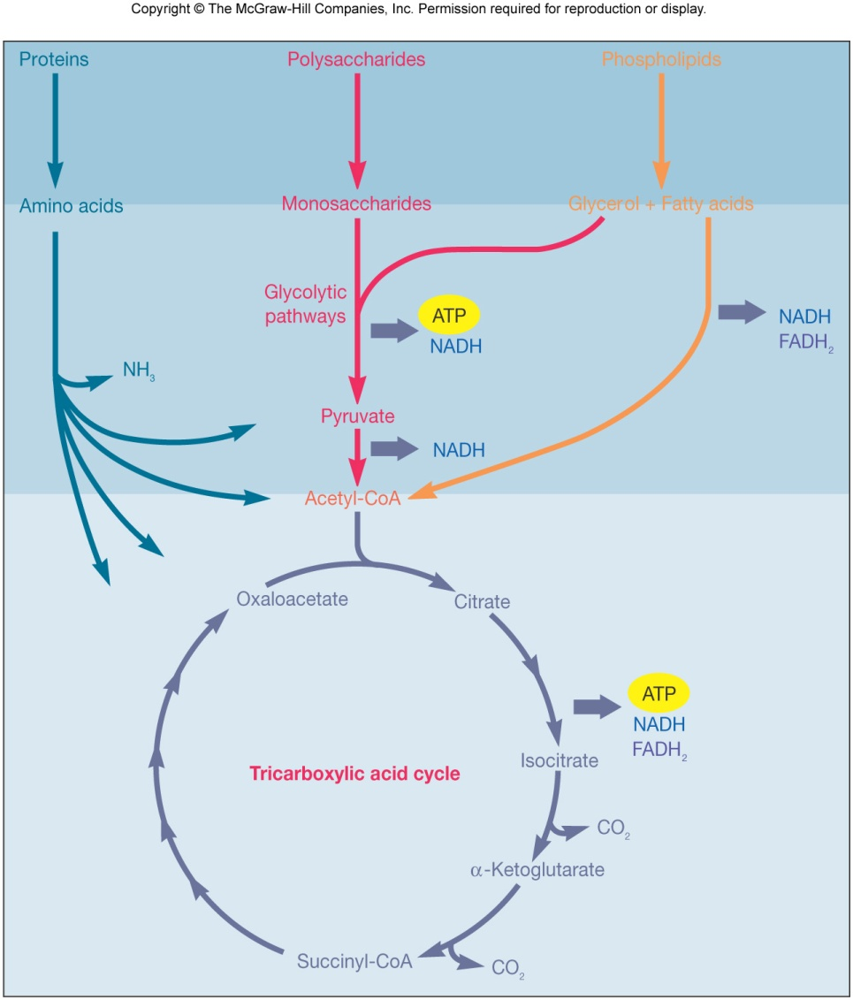 Copyright © The McGraw-Hill Companies, Inc. Permission required for reproduction or display.
Proteins
Polysaccharides
Phospholipids
Amino acids
Monosaccharides
Glycerol + Fatty acids
Glycolytic
pathways
ATP
NADH
NADH
FADH₂
NH₃
Pyruvate
NADH
Acetyl-CoA
Oxaloacetate
Citrate
ATP
NADH
FADH₂
Isocitrate
Tricarboxylic acid cycle
CO₂
α-Ketoglutarate
Succinyl-CoA
CO₂